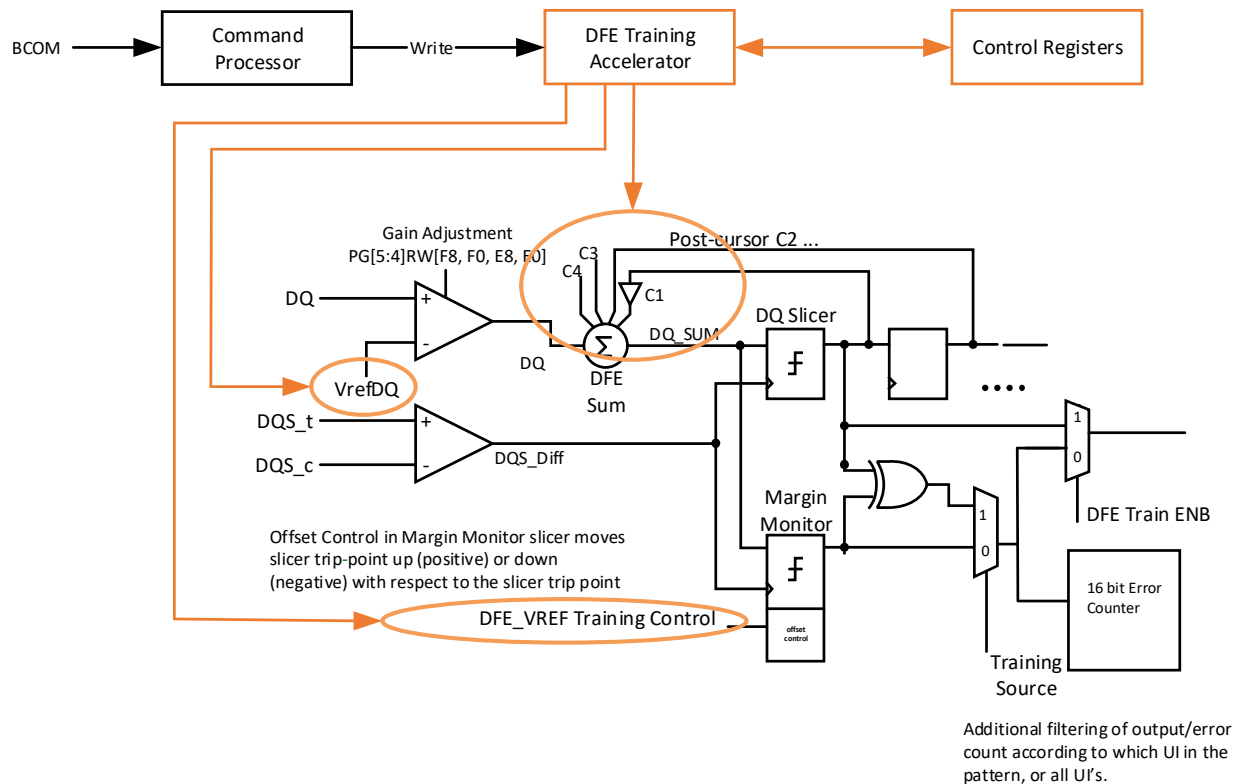 BCOM
Command
Processor
Write
DFE Training
Accelerator
Control Registers
Gain Adjustment
PG[5:4]RW[F8, F0, E8, E0]
C3
C4
Post-cursor C2 ...
C1
DQ
+
-
DQ
Σ
DQ_SUM
DFE
Sum
DQ Slicer
VrefDQ
DQS_t
+
DQS_c
-
DQS_Diff
1
0
DFE Train ENB
Margin
Monitor
1
0
Offset Control in Margin Monitor slicer moves
slicer trip-point up (positive) or down
(negative) with respect to the slicer trip point
DFE_VREF Training Control
offset
control
16 bit Error
Counter
Training
Source
Additional filtering of output/error
count according to which UI in the
pattern, or all UI's.